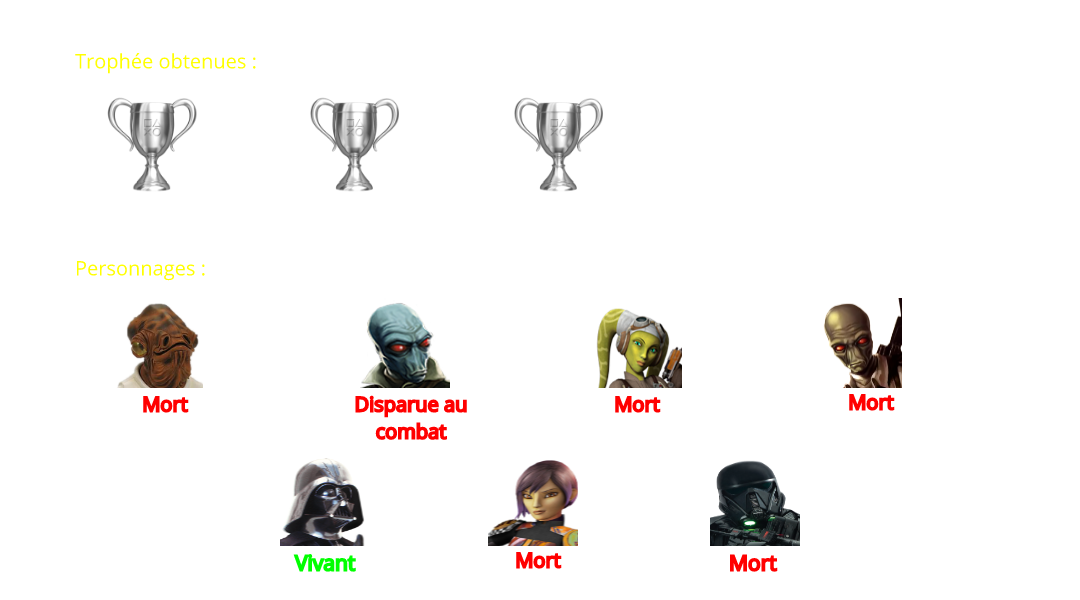 Trophée obtenues :
Personnages :
Mort
Disparue au
combat
Mort
Mort
Vivant
Mort
Mort